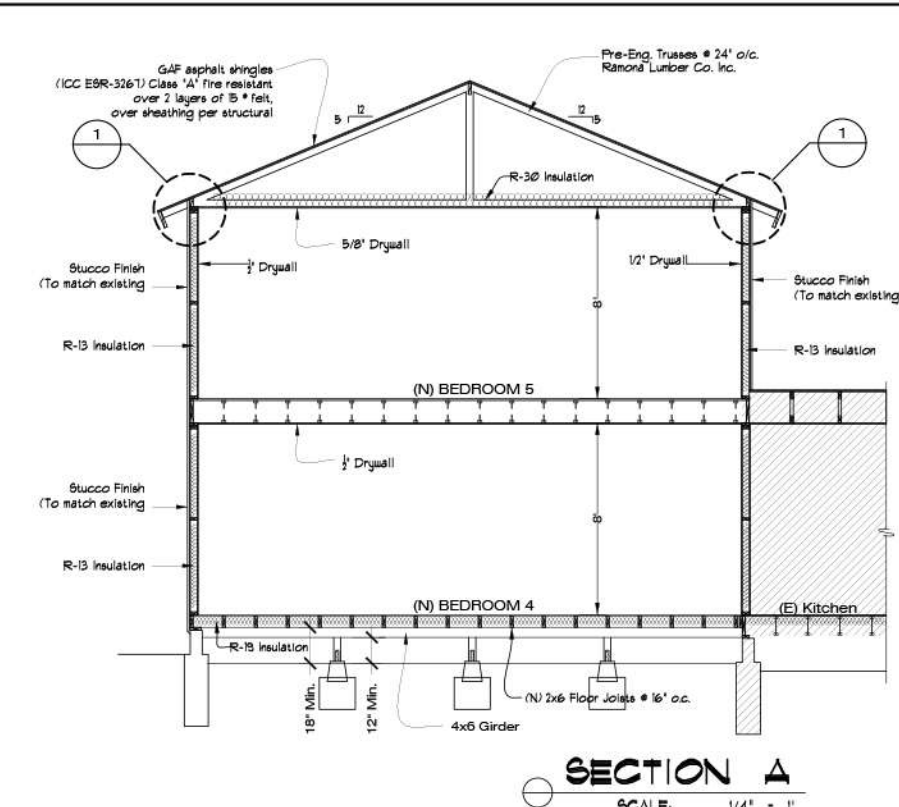 GAF asphalt shingles
(ICC ESR-3267) Class "A" fire resistant
over 2 layers of 15 # felt,
over sheathing per structural
Pre-Eng. Trusses @ 24" o/c.
Ramona Lumber Co. Inc.
1
1
12
5
12
5
R-30 Insulation
5/8" Drywall
1/2" Drywall
1/2" Drywall
Stucco Finish
(To match existing
Stucco Finish
(To match existing
8'
R-13 Insulation
R-13 Insulation
(N) BEDROOM 5
1/2" Drywall
Stucco Finish
(To match existing
8'
R-13 Insulation
(N) BEDROOM 4
(E) Kitchen
R-19 Insulation
18" Min.
12" Min.
(N) 2x6 Floor Joists @ 16" o.c.
4x6 Girder
SECTION A
SCALE: 1/4" = 1'